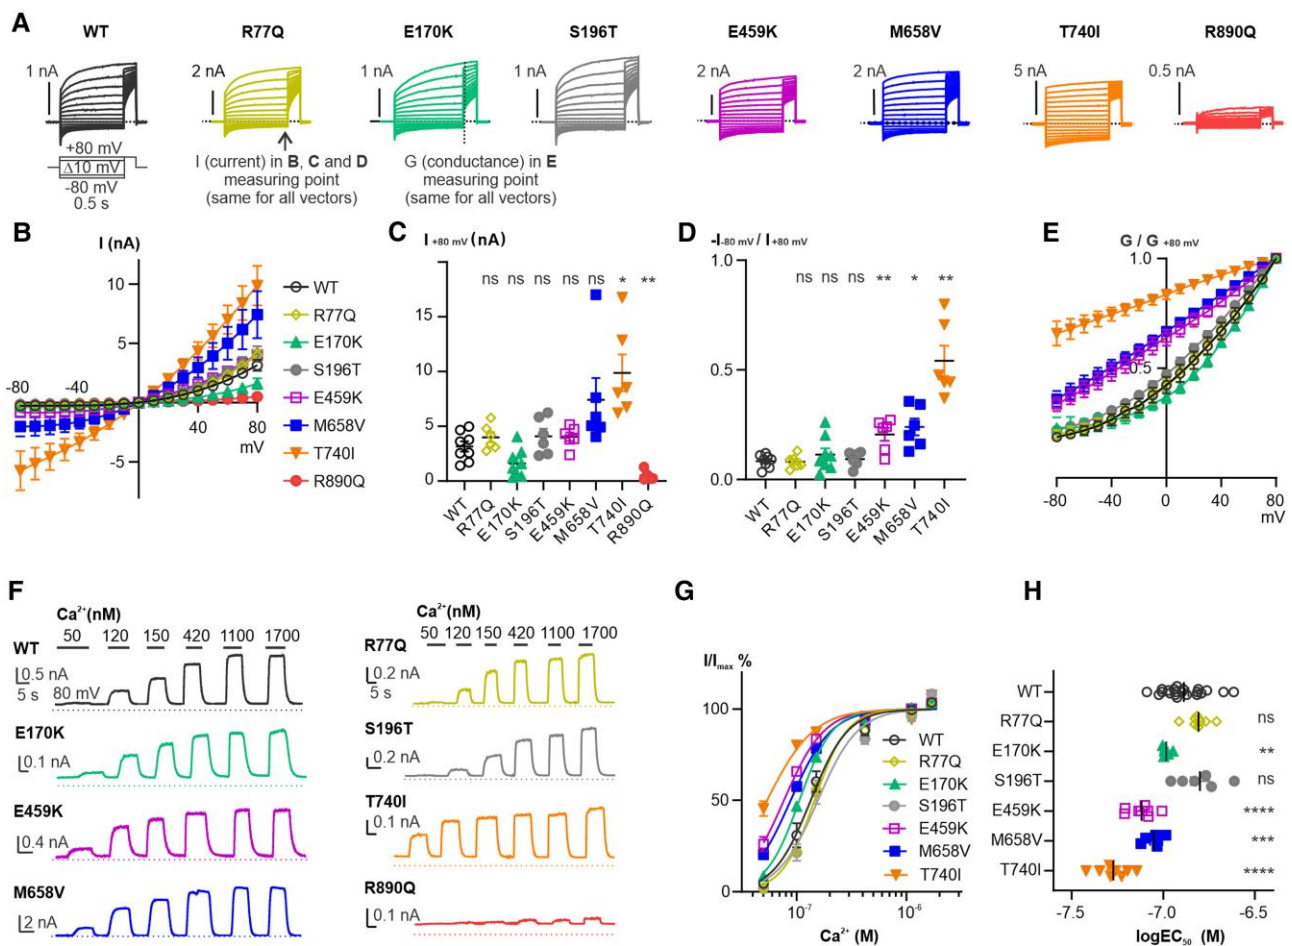 A
WT R77Q E170K S196T E459K M658V T740I R890Q
1 nA 2 nA 1 nA 1 nA 2 nA 2 nA 5 nA 0.5 nA
+80 mV
Δ10 mV
-80 mV
0.5 s
I (current) in B, C and D
measuring point
(same for all vectors)
G (conductance) in E
measuring point
(same for all vectors)
B
I (nA)
10
5
-5
-80 -40 40 80
mV
WT
R77Q
E170K
S196T
E459K
M658V
T740I
R890Q
C
I +80 mV (nA)
ns ns ns ns ns * **
15
10
5
0
WT R77Q E170K S196T E459K M658V T740I R890Q
D
-I-80 mV / I+80 mV
ns ns ns ** * **
1.0
0.5
0.0
WT R77Q E170K S196T E459K M658V T740I
E
G / G +80 mV
1.0
0.5
-80 -40 0 40 80
mV
F
Ca²⁺(nM)
50 120 150 420 1100 1700
WT
0.5 nA
5 s 80 mV
E170K
0.1 nA
E459K
0.4 nA
M658V
2 nA
Ca²⁺(nM)
50 120 150 420 1100 1700
R77Q
0.2 nA
5 s
S196T
0.2 nA
T740I
0.1 nA
R890Q
0.1 nA
G
I/Imax %
100
50
0
10⁻⁷ 10⁻⁶
Ca²⁺ (M)
WT
R77Q
E170K
S196T
E459K
M658V
T740I
H
WT
R77Q ns
E170K **
S196T ns
E459K ****
M658V ***
T740I ****
-7.5 -7.0 -6.5
logEC₅₀ (M)